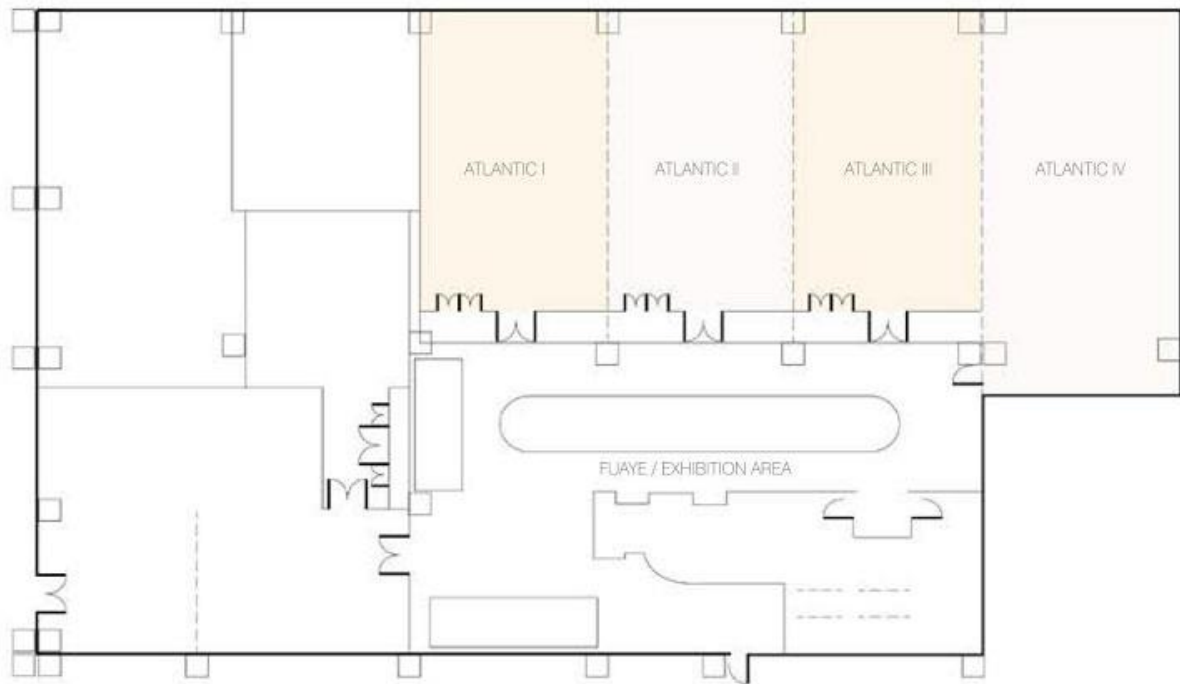 ATLANTIC I
ATLANTIC II
ATLANTIC III
ATLANTIC IV
FUAYE / EXHIBITION AREA